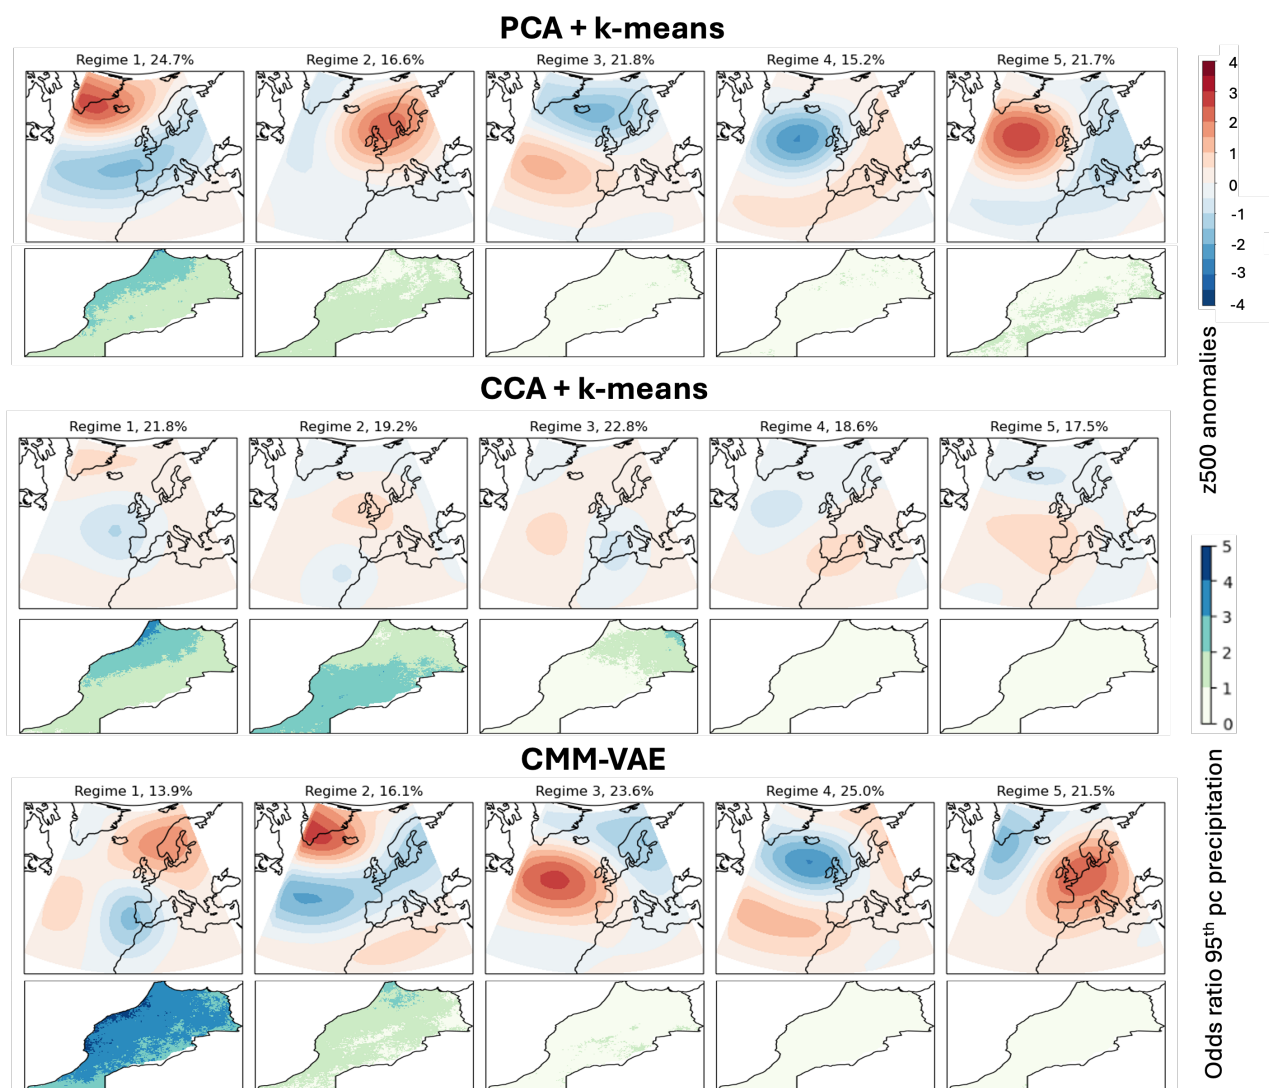 PCA + k-means
Regime 1, 24.7%
Regime 2, 16.6%
Regime 3, 21.8%
Regime 4, 15.2%
Regime 5, 21.7%
4
3
2
1
0
-1
-2
-3
-4
z500 anomalies
CCA + k-means
Regime 1, 21.8%
Regime 2, 19.2%
Regime 3, 22.8%
Regime 4, 18.6%
Regime 5, 17.5%
5
4
3
2
1
0
Odds ratio 95th pc precipitation
CMM-VAE
Regime 1, 13.9%
Regime 2, 16.1%
Regime 3, 23.6%
Regime 4, 25.0%
Regime 5, 21.5%